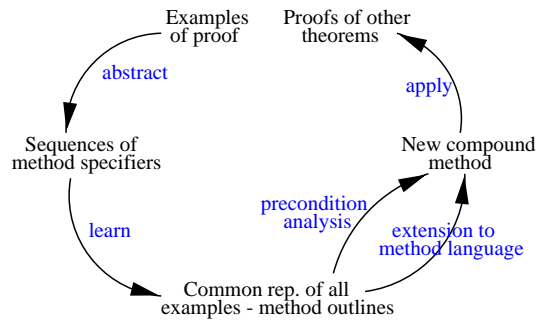 Examples
of proof
Proofs of other
theorems
abstract
apply
Sequences of
method specifiers
New compound
method
precondition
analysis
learn
extension to
method language
Common rep. of all
examples - method outlines